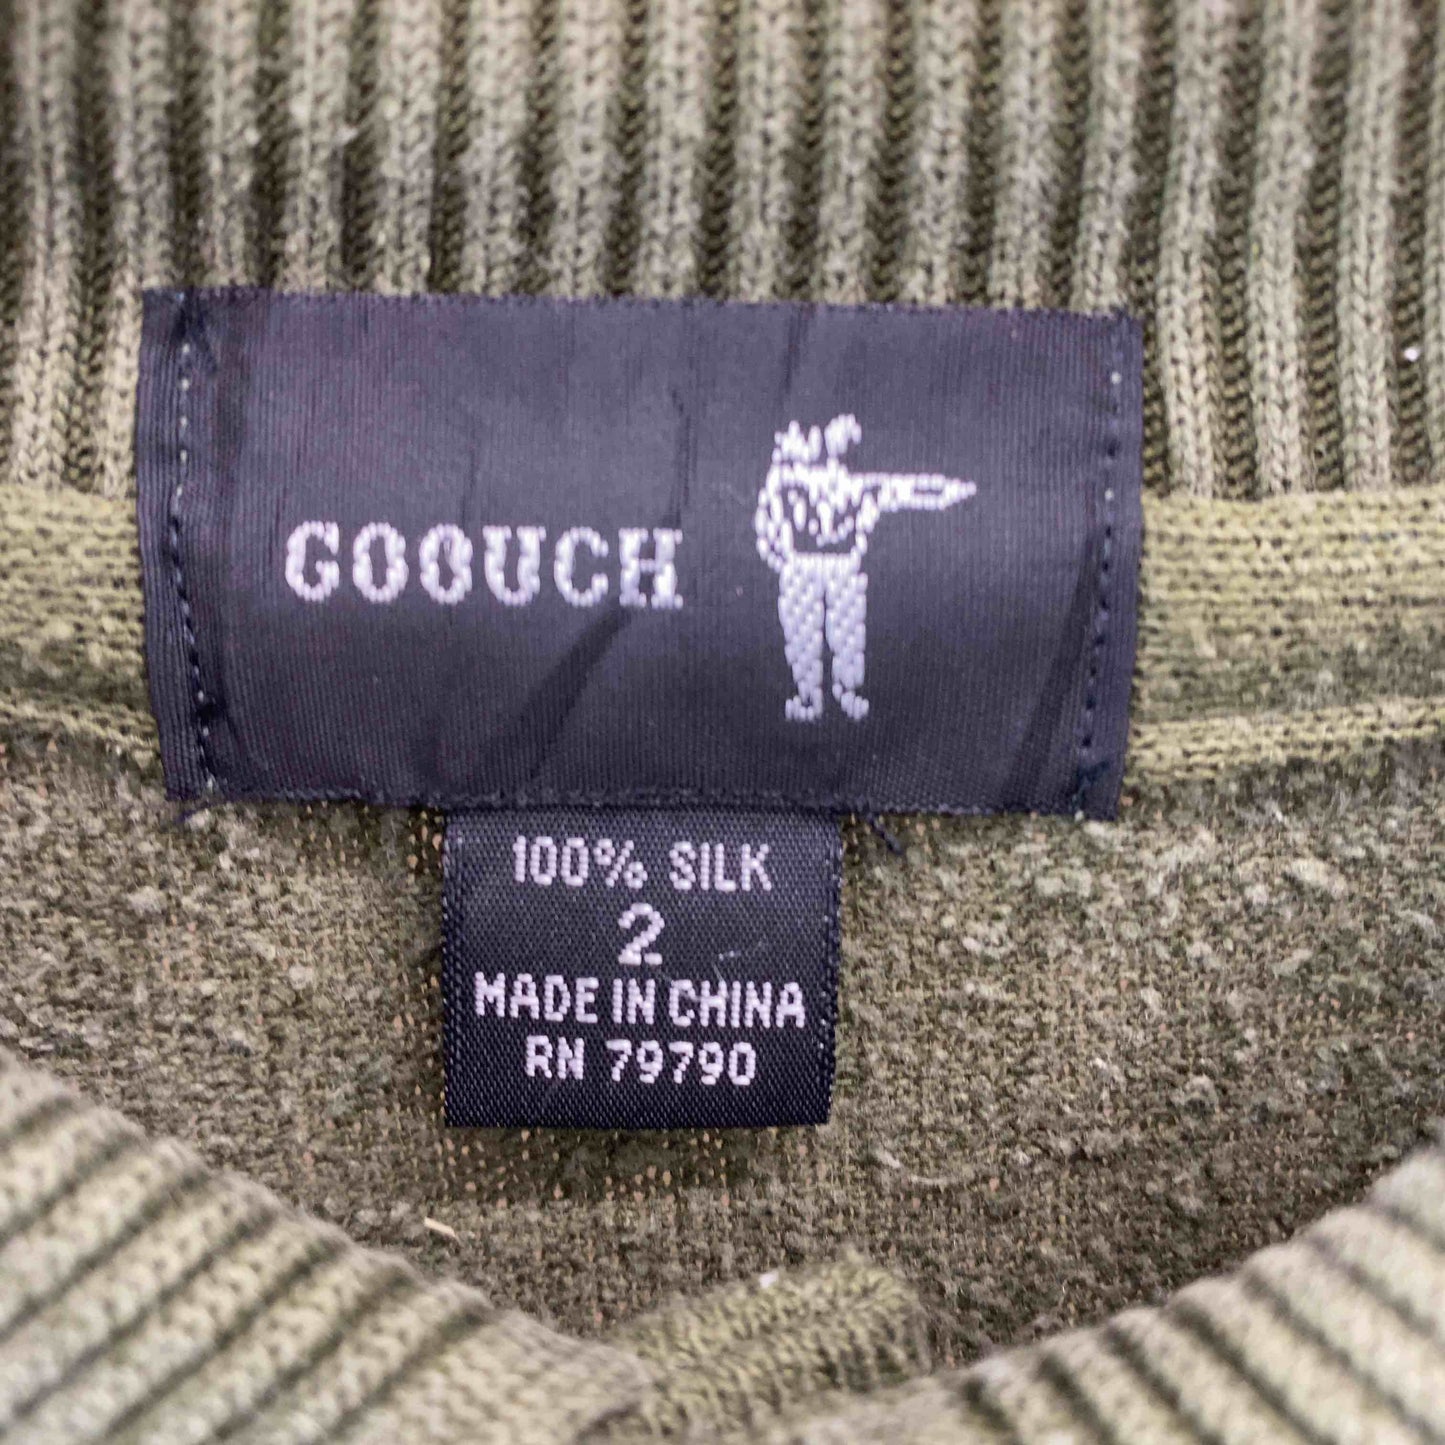 GOOUCH
100% SILK
2
MADE IN CHINA
RN 79790